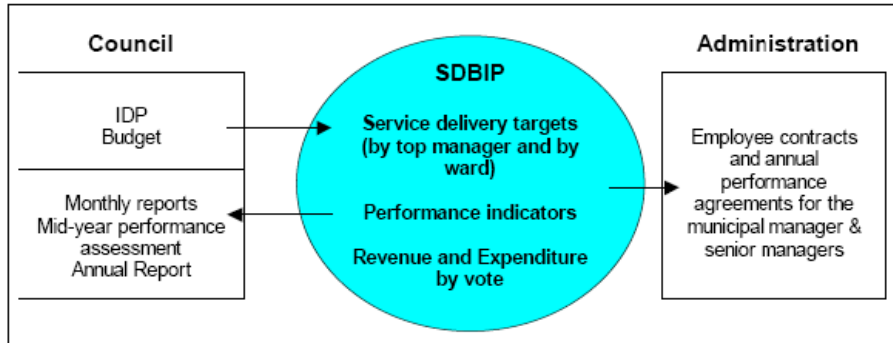 Council
IDP
Budget
Monthly reports
Mid-year performance
assessment
Annual Report
SDBIP
Service delivery targets
(by top manager and by
ward)
Performance indicators
Revenue and Expenditure
by vote
Administration
Employee contracts
and annual
performance
agreements for the
municipal manager &
senior managers